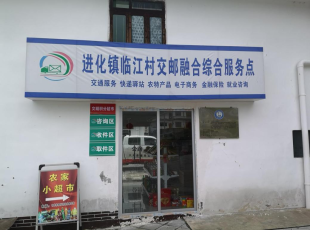 进化镇临江村交邮融合综合服务点
交通服务 快递驿站 农特产品 电子商务 金融保险 就业咨询
咨询区
收件区
取件区
农家
小超市